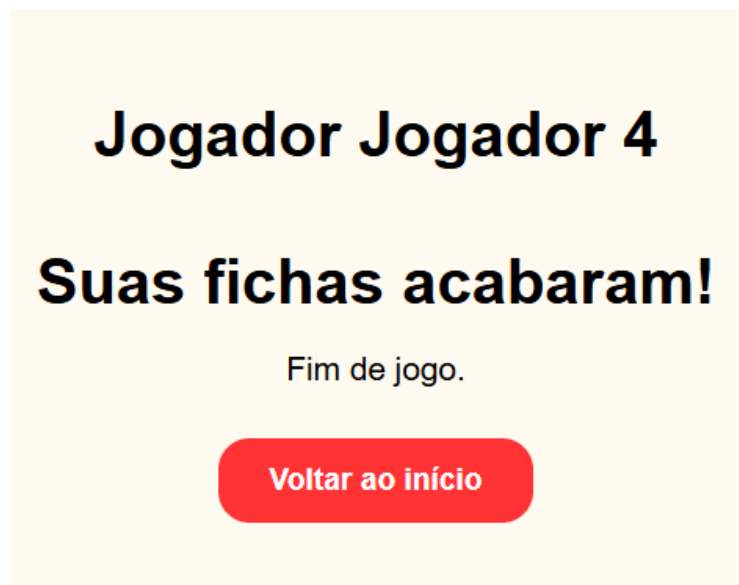 Jogador Jogador 4
Suas fichas acabaram!
Fim de jogo.
Voltar ao início